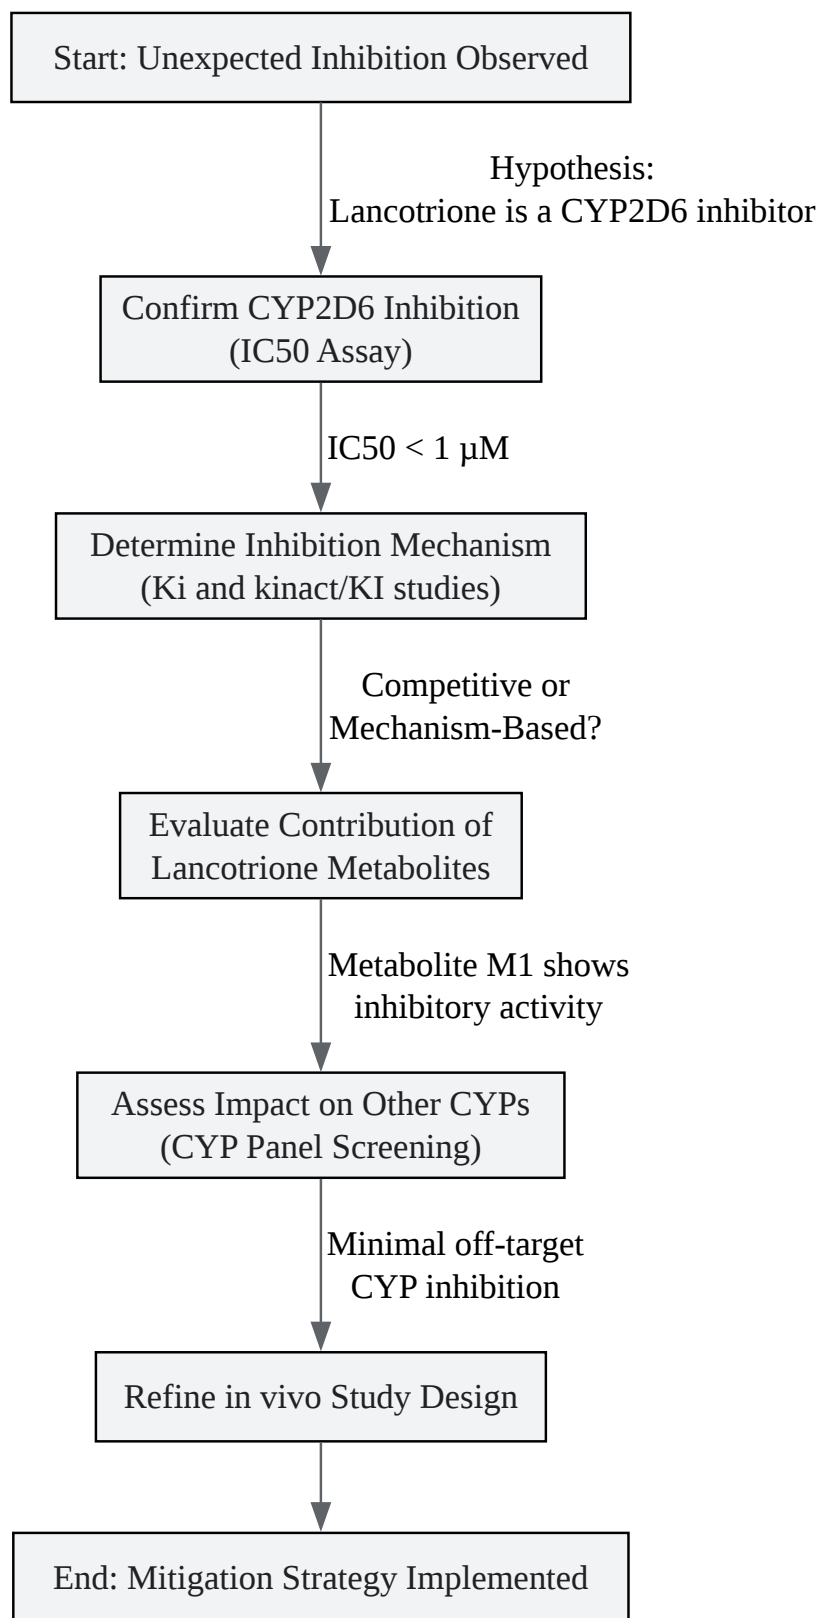 Start: Unexpected Inhibition Observed
Hypothesis:
Lancotrione is a CYP2D6 inhibitor
Confirm CYP2D6 Inhibition
(IC50 Assay)
IC50 < 1 µM
Determine Inhibition Mechanism
(Ki and kinact/KI studies)
Competitive or
Mechanism-Based?
Evaluate Contribution of
Lancotrione Metabolites
Metabolite M1 shows
inhibitory activity
Assess Impact on Other CYPs
(CYP Panel Screening)
Minimal off-target
CYP inhibition
Refine in vivo Study Design
End: Mitigation Strategy Implemented